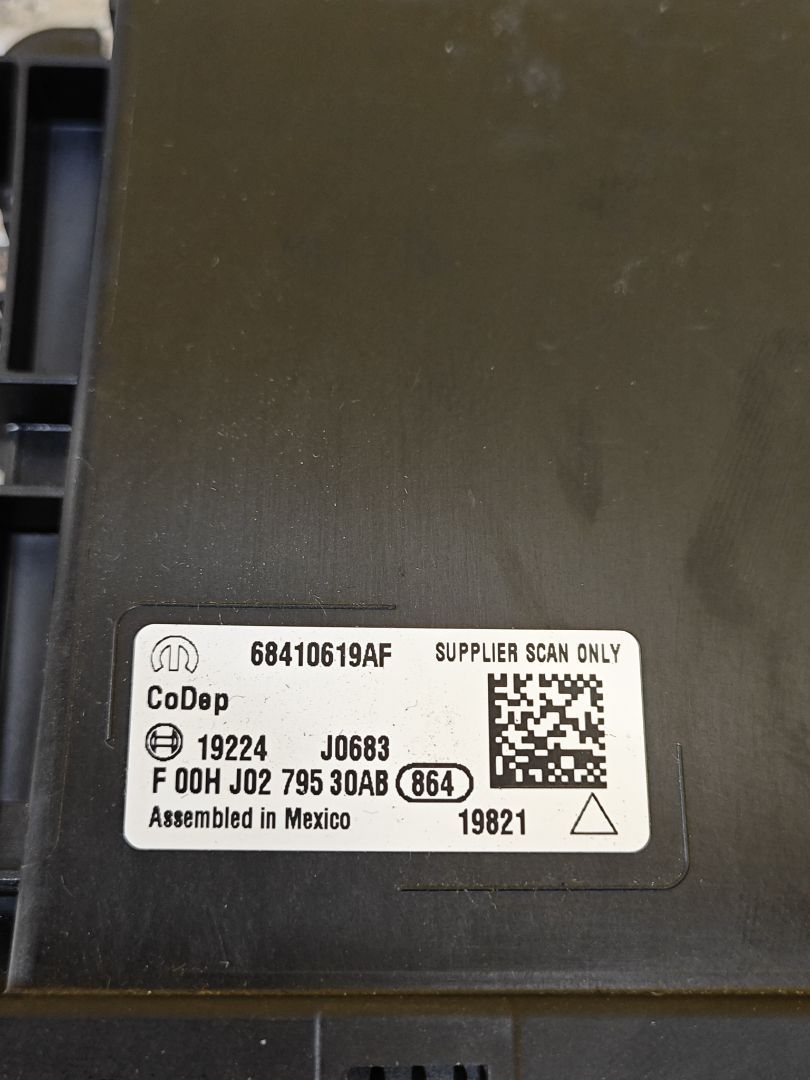 68410619AF SUPPLIER SCAN ONLY
CoDep
19224 J0683
F 00H J02 795 30AB 864
Assembled in Mexico 19821